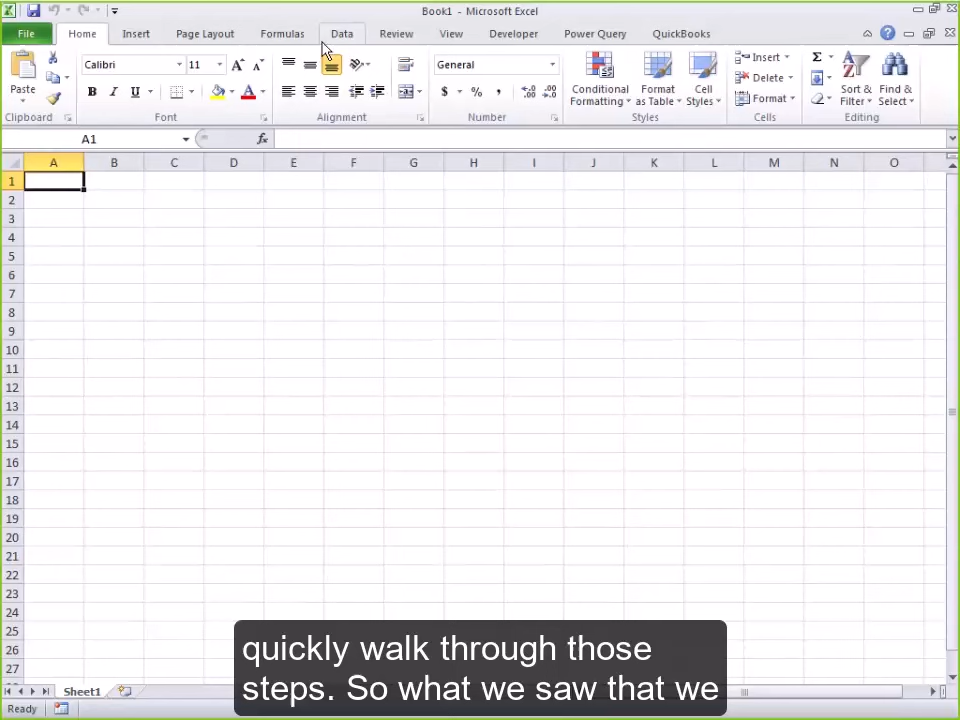 Book1 - Microsoft Excel
File Home Insert Page Layout Formulas Data Review View Developer Power Query QuickBooks
Calibri 11 General
Paste B I U $ % , Conditional Formatting Format as Table Cell Styles Insert Delete Format Σ Sort & Filter Find & Select
Clipboard Font Alignment Number Styles Cells Editing
A1 fx
A B C D E F G H I J K L M N O
1
2
3
4
5
6
7
8
9
10
11
12
13
14
15
16
17
18
19
20
21
22
23
24
25
26
27
quickly walk through those
steps. So what we saw that we
Sheet1
Ready